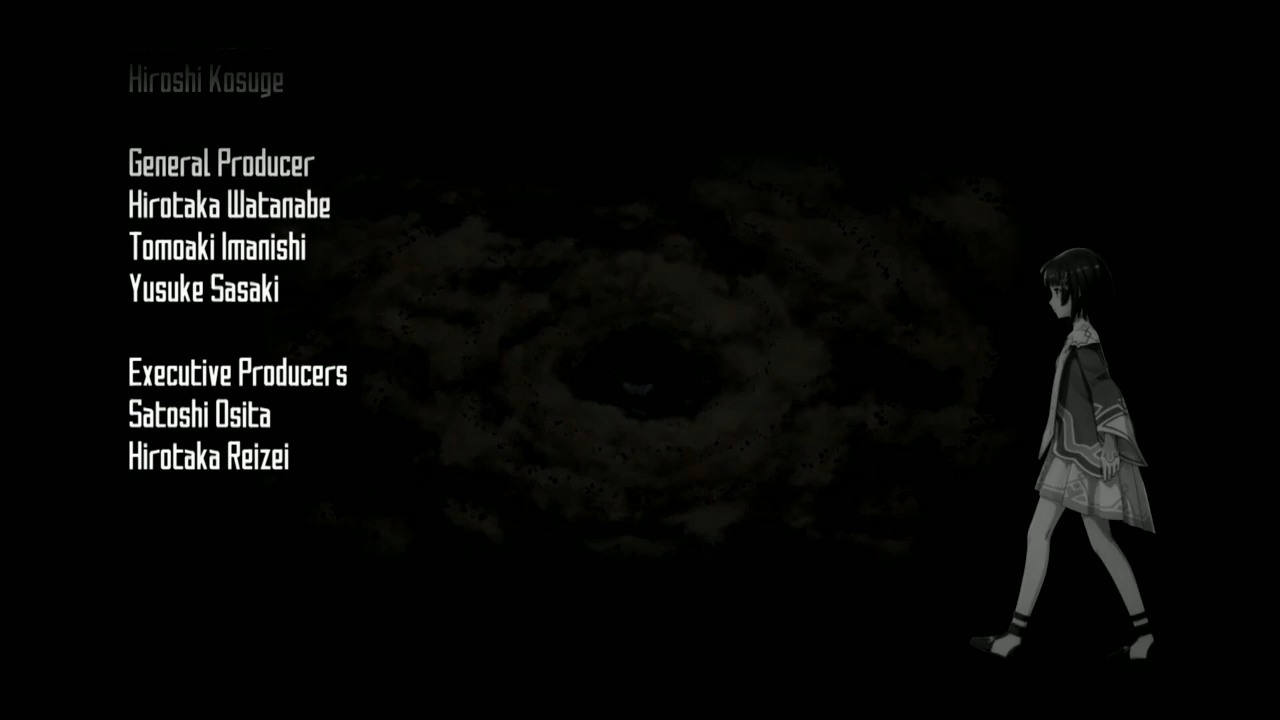 Hiroshi Kosuge
General Producer
Hirotaka Watanabe
Tomoaki Imanishi
Yusuke Sasaki
Executive Producers
Satoshi Osita
Hirotaka Reizei